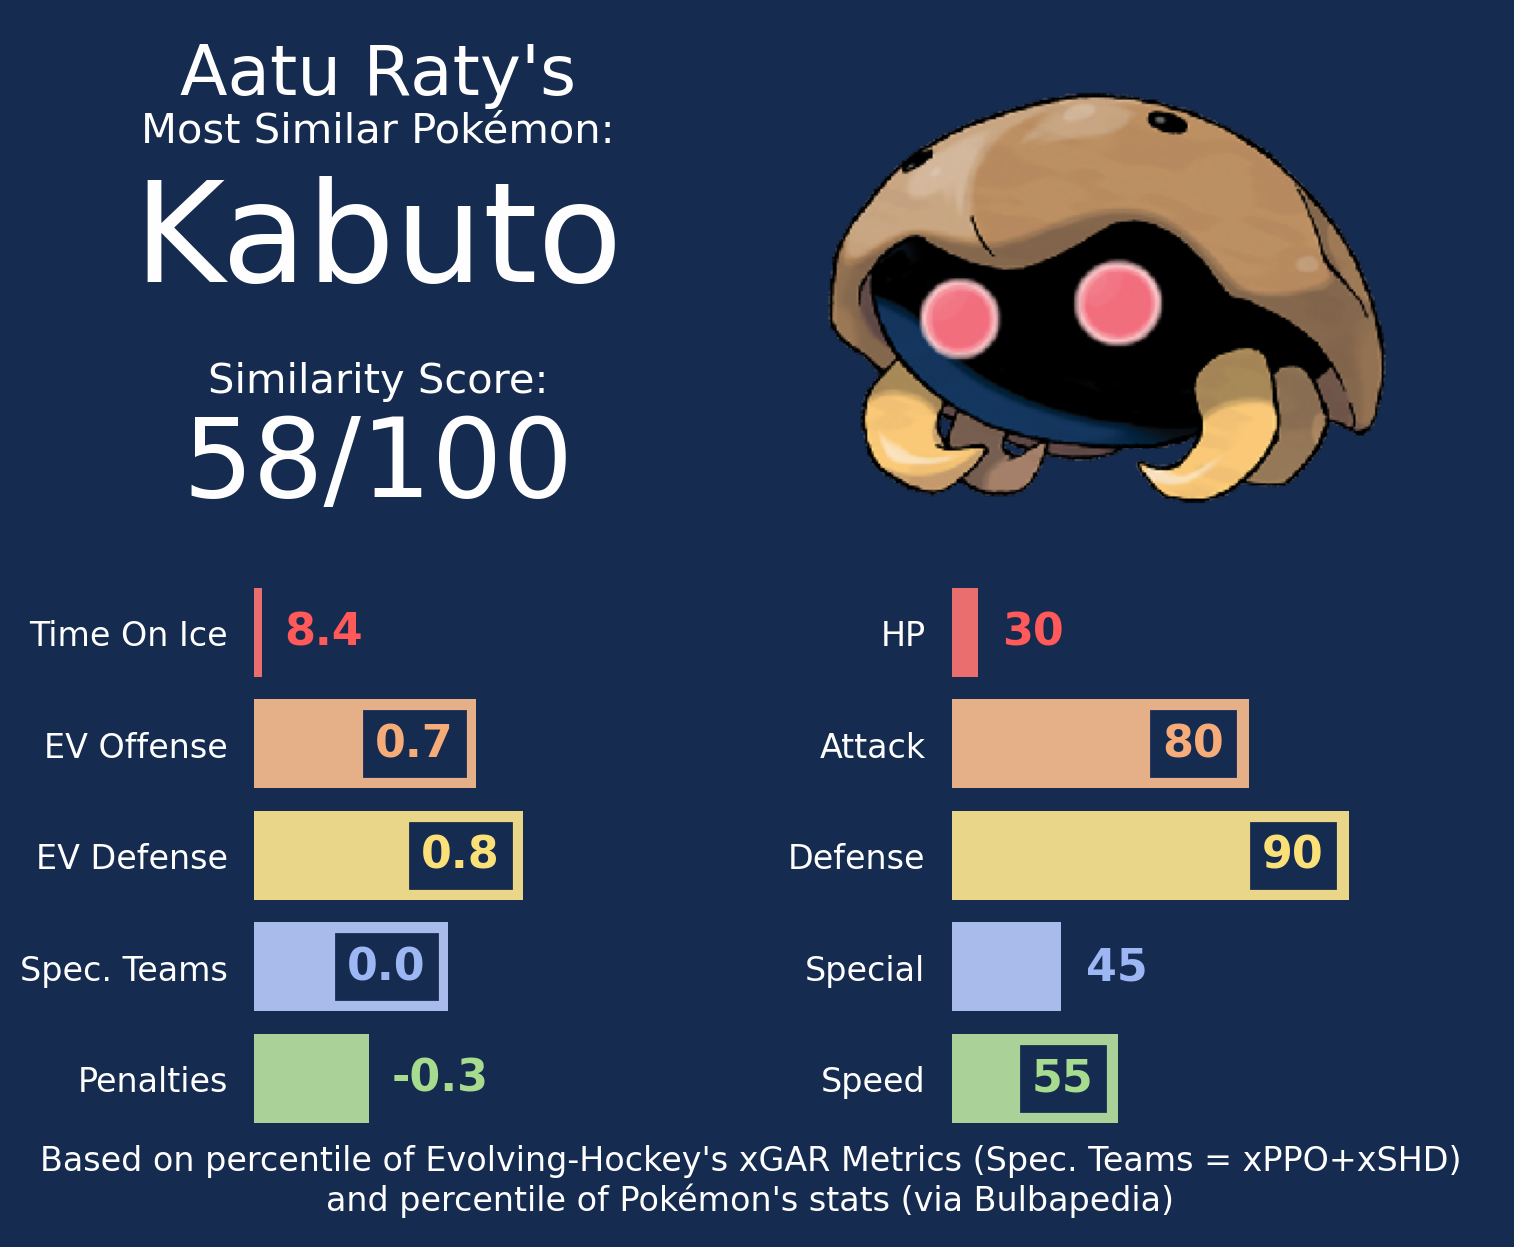 Aatu Raty's
Most Similar Pokémon:
Kabuto
Similarity Score:
58/100
Time On Ice 8.4
EV Offense 0.7
EV Defense 0.8
Spec. Teams 0.0
Penalties -0.3
HP 30
Attack 80
Defense 90
Special 45
Speed 55
Based on percentile of Evolving-Hockey's xGAR Metrics (Spec. Teams = xPPO+xSHD)
and percentile of Pokémon's stats (via Bulbapedia)